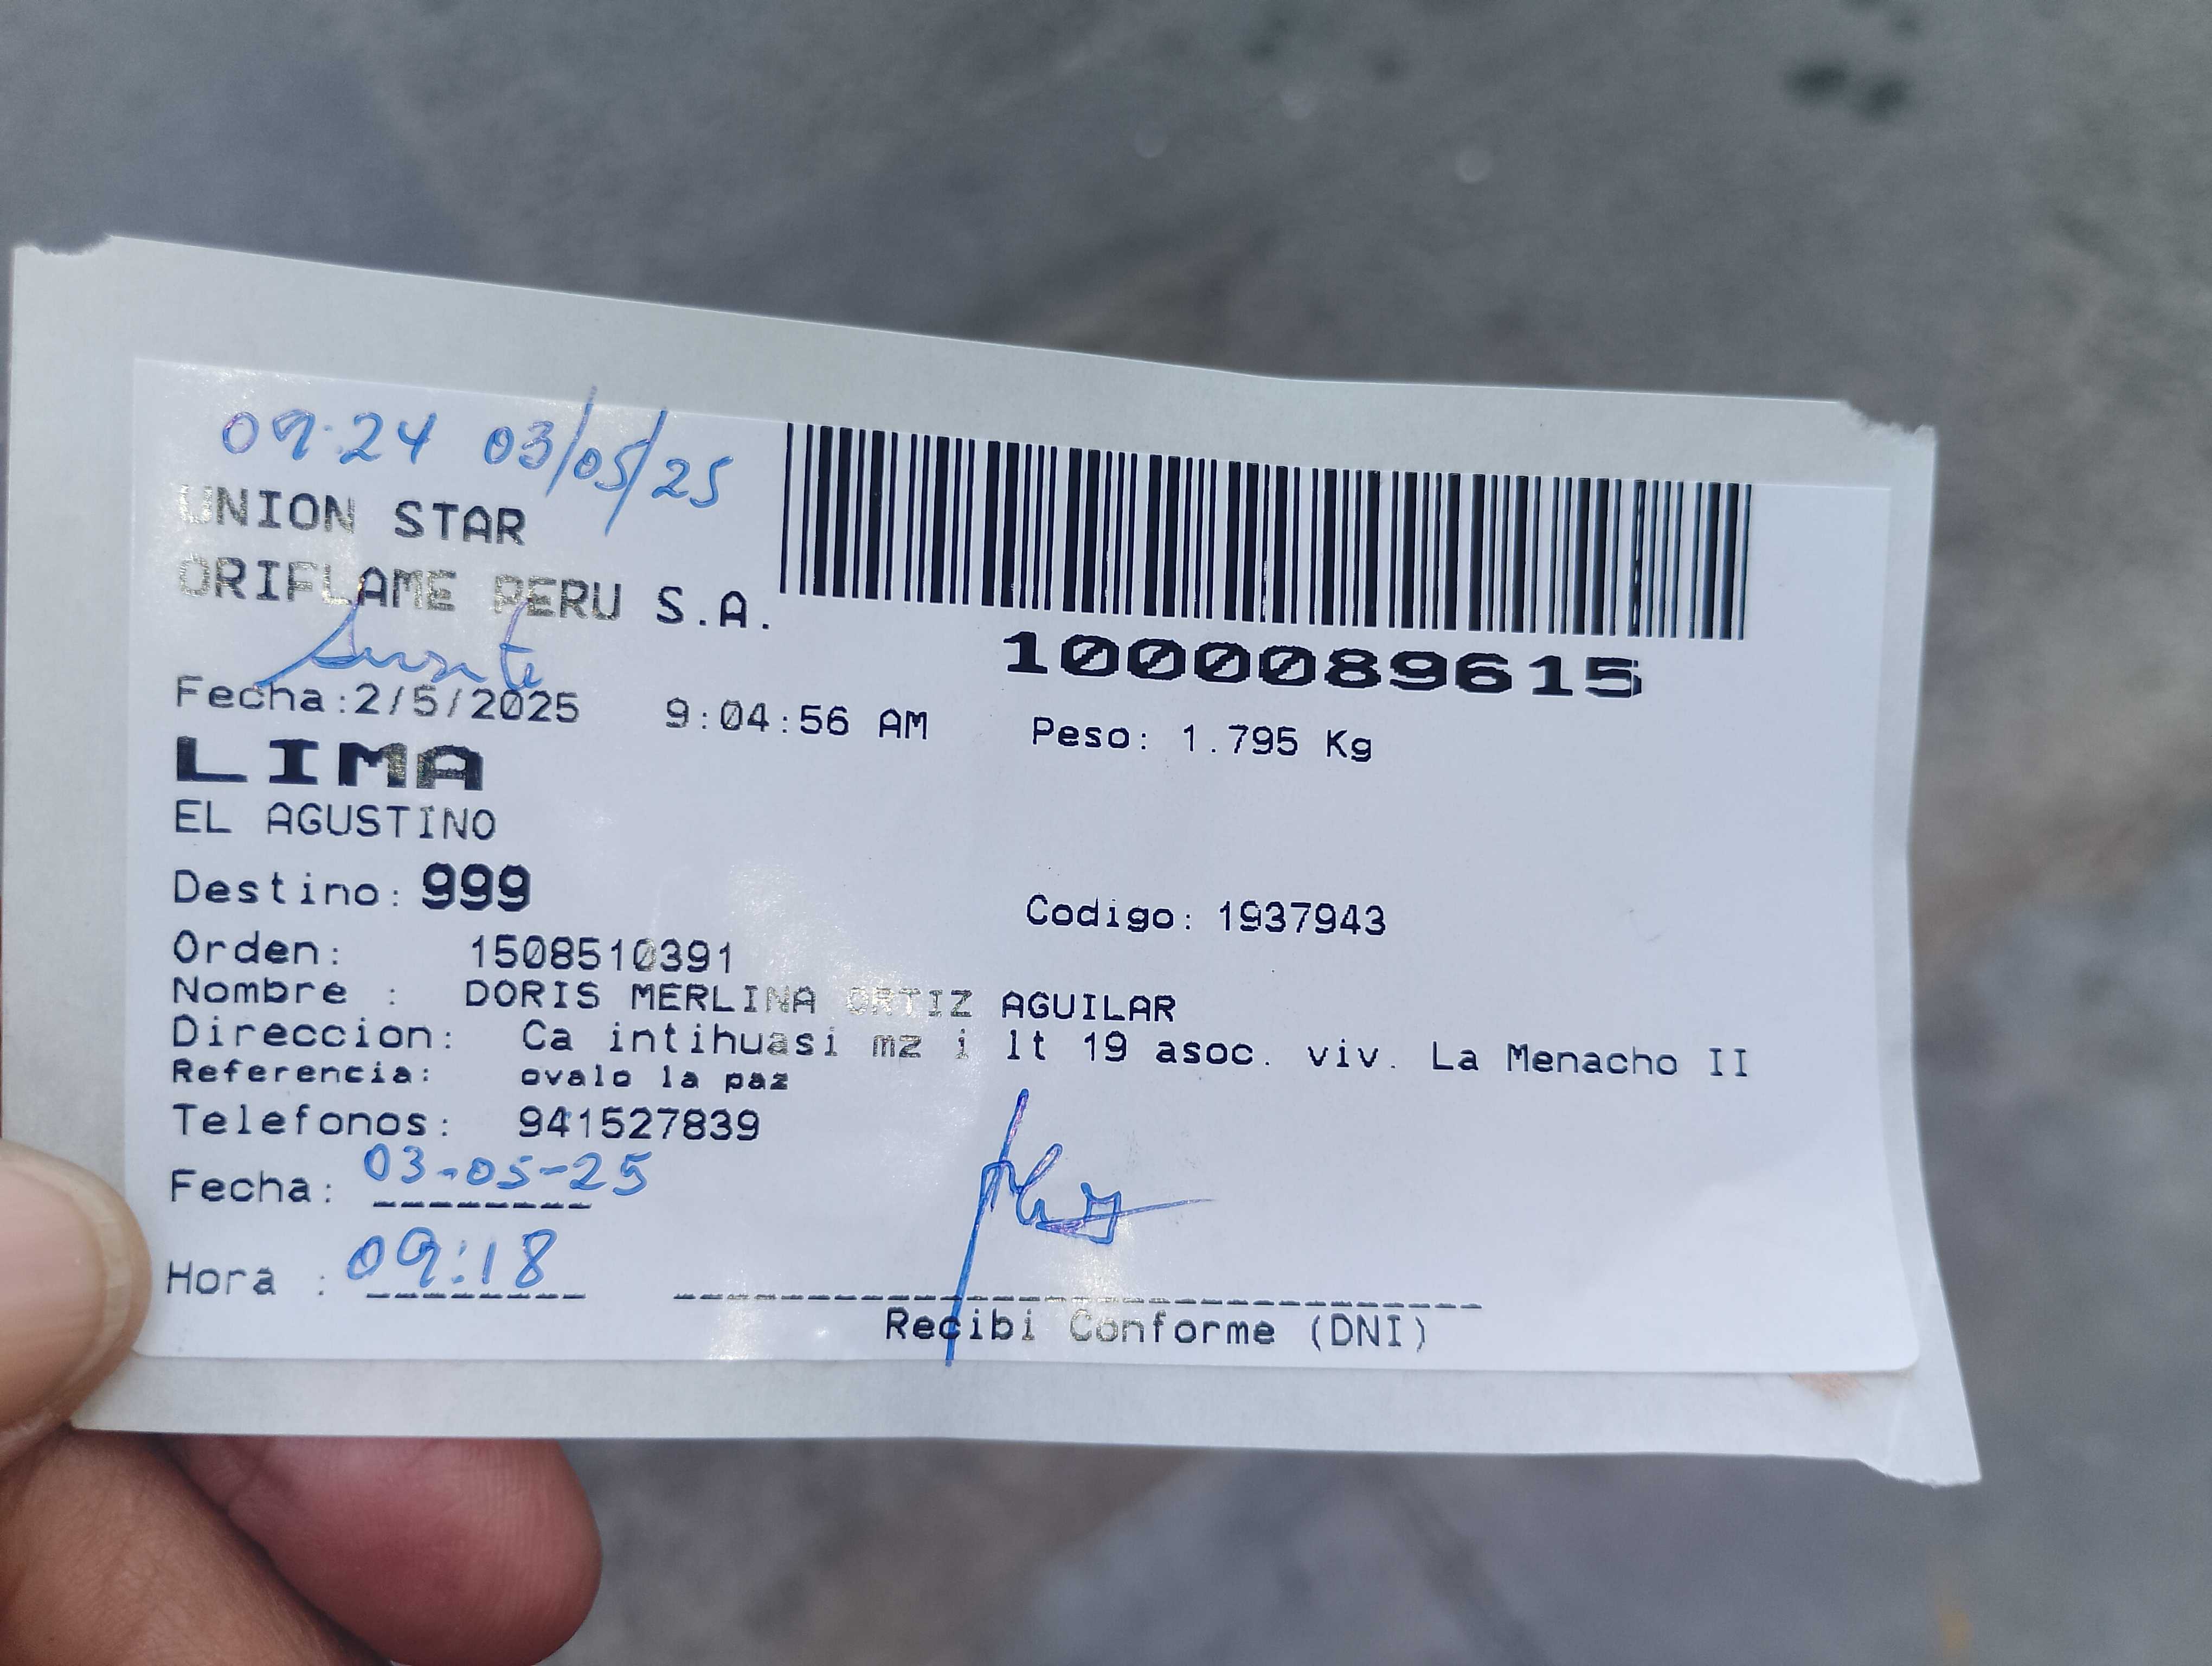 09:24 03/05/25
UNION STAR
ORIFLAME PERU S.A.
1000089615
Fecha:2/5/2025 9:04:56 AM Peso: 1.795 Kg
LIMA
EL AGUSTINO
Destino: 999 Codigo: 1937943
Orden: 1508510391
Nombre : DORIS MERLINA ORTIZ AGUILAR
Direccion: Ca intihuasi mz i lt 19 asoc. viv. La Menacho II
Referencia: ovalo la paz
Telefonos: 941527839
Fecha: 03-05-25
Hora : 09:18
Recibi Conforme (DNI)